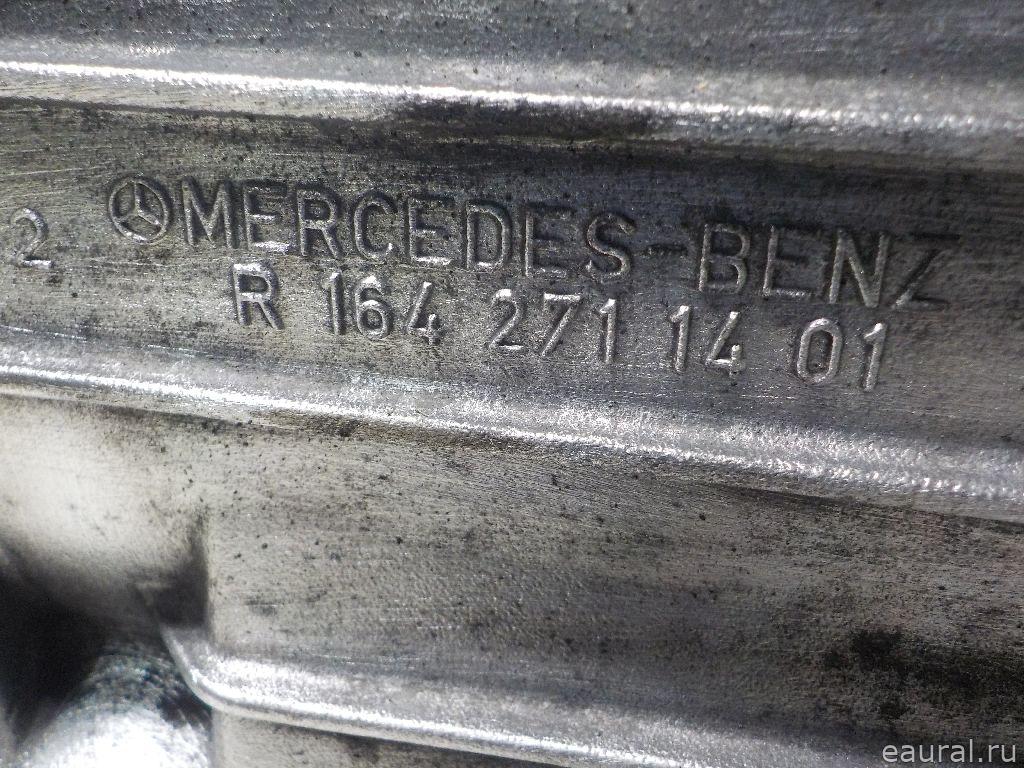 2 MERCEDES-BENZ
R 164 271 14 01
eaural.ru